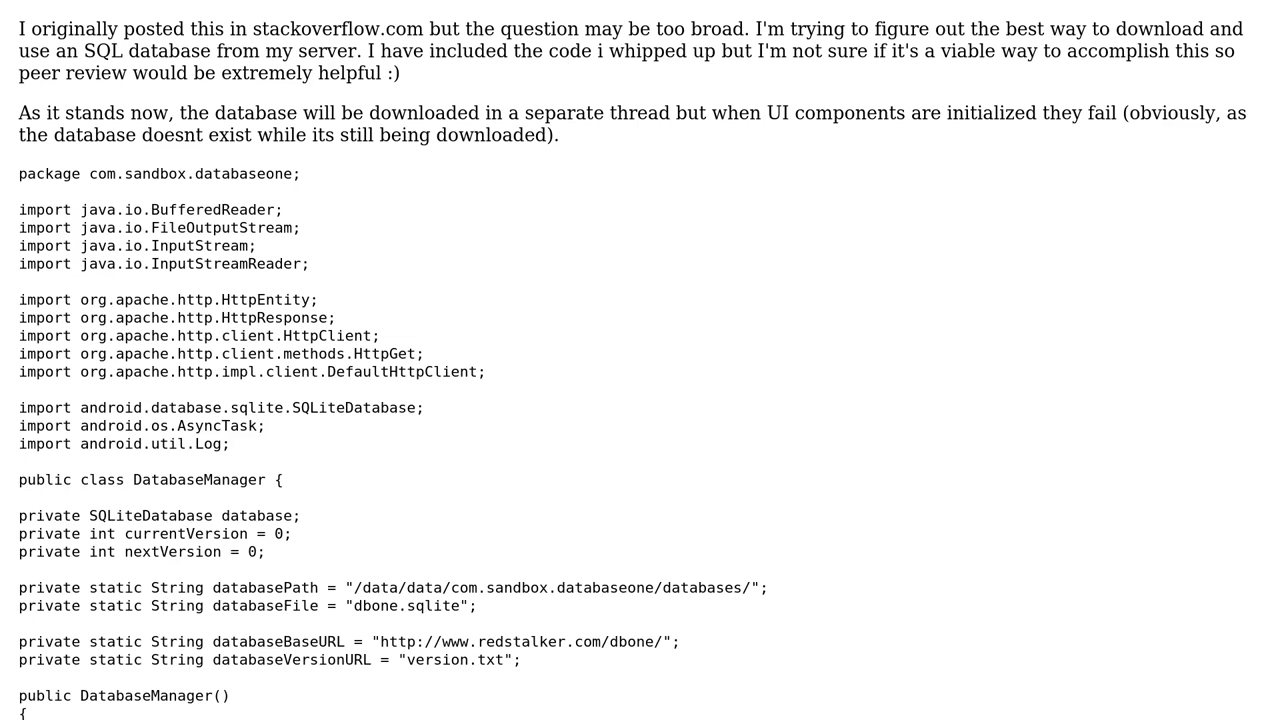 I originally posted this in stackoverflow.com but the question may be too broad. I'm trying to figure out the best way to download and
use an SQL database from my server. I have included the code i whipped up but I'm not sure if it's a viable way to accomplish this so
peer review would be extremely helpful :)
As it stands now, the database will be downloaded in a separate thread but when UI components are initialized they fail (obviously, as
the database doesnt exist while its still being downloaded).
package com.sandbox.databaseone;
import java.io.BufferedReader;
import java.io.FileOutputStream;
import java.io.InputStream;
import java.io.InputStreamReader;
import org.apache.http.HttpEntity;
import org.apache.http.HttpResponse;
import org.apache.http.client.HttpClient;
import org.apache.http.client.methods.HttpGet;
import org.apache.http.impl.client.DefaultHttpClient;
import android.database.sqlite.SQLiteDatabase;
import android.os.AsyncTask;
import android.util.Log;
public class DatabaseManager {
private SQLiteDatabase database;
private int currentVersion = 0;
private int nextVersion = 0;
private static String databasePath = "/data/data/com.sandbox.databaseone/databases/";
private static String databaseFile = "dbone.sqlite";
private static String databaseBaseURL = "http://www.redstalker.com/dbone/";
private static String databaseVersionURL = "version.txt";
public DatabaseManager()
{